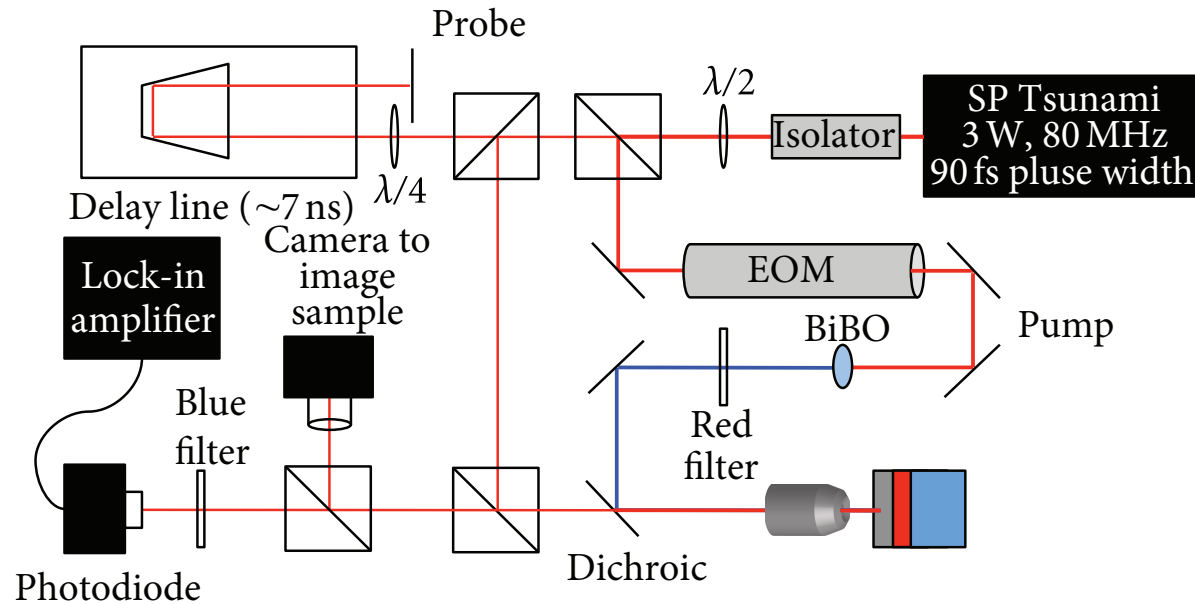 Probe
λ/2
Isolator
SP Tsunami
3 W, 80 MHz
90 fs pluse width
λ/4
Delay line (~7 ns)
Lock-in
amplifier
Camera to
image
sample
EOM
BiBO
Pump
Blue
filter
Red
filter
Dichroic
Photodiode